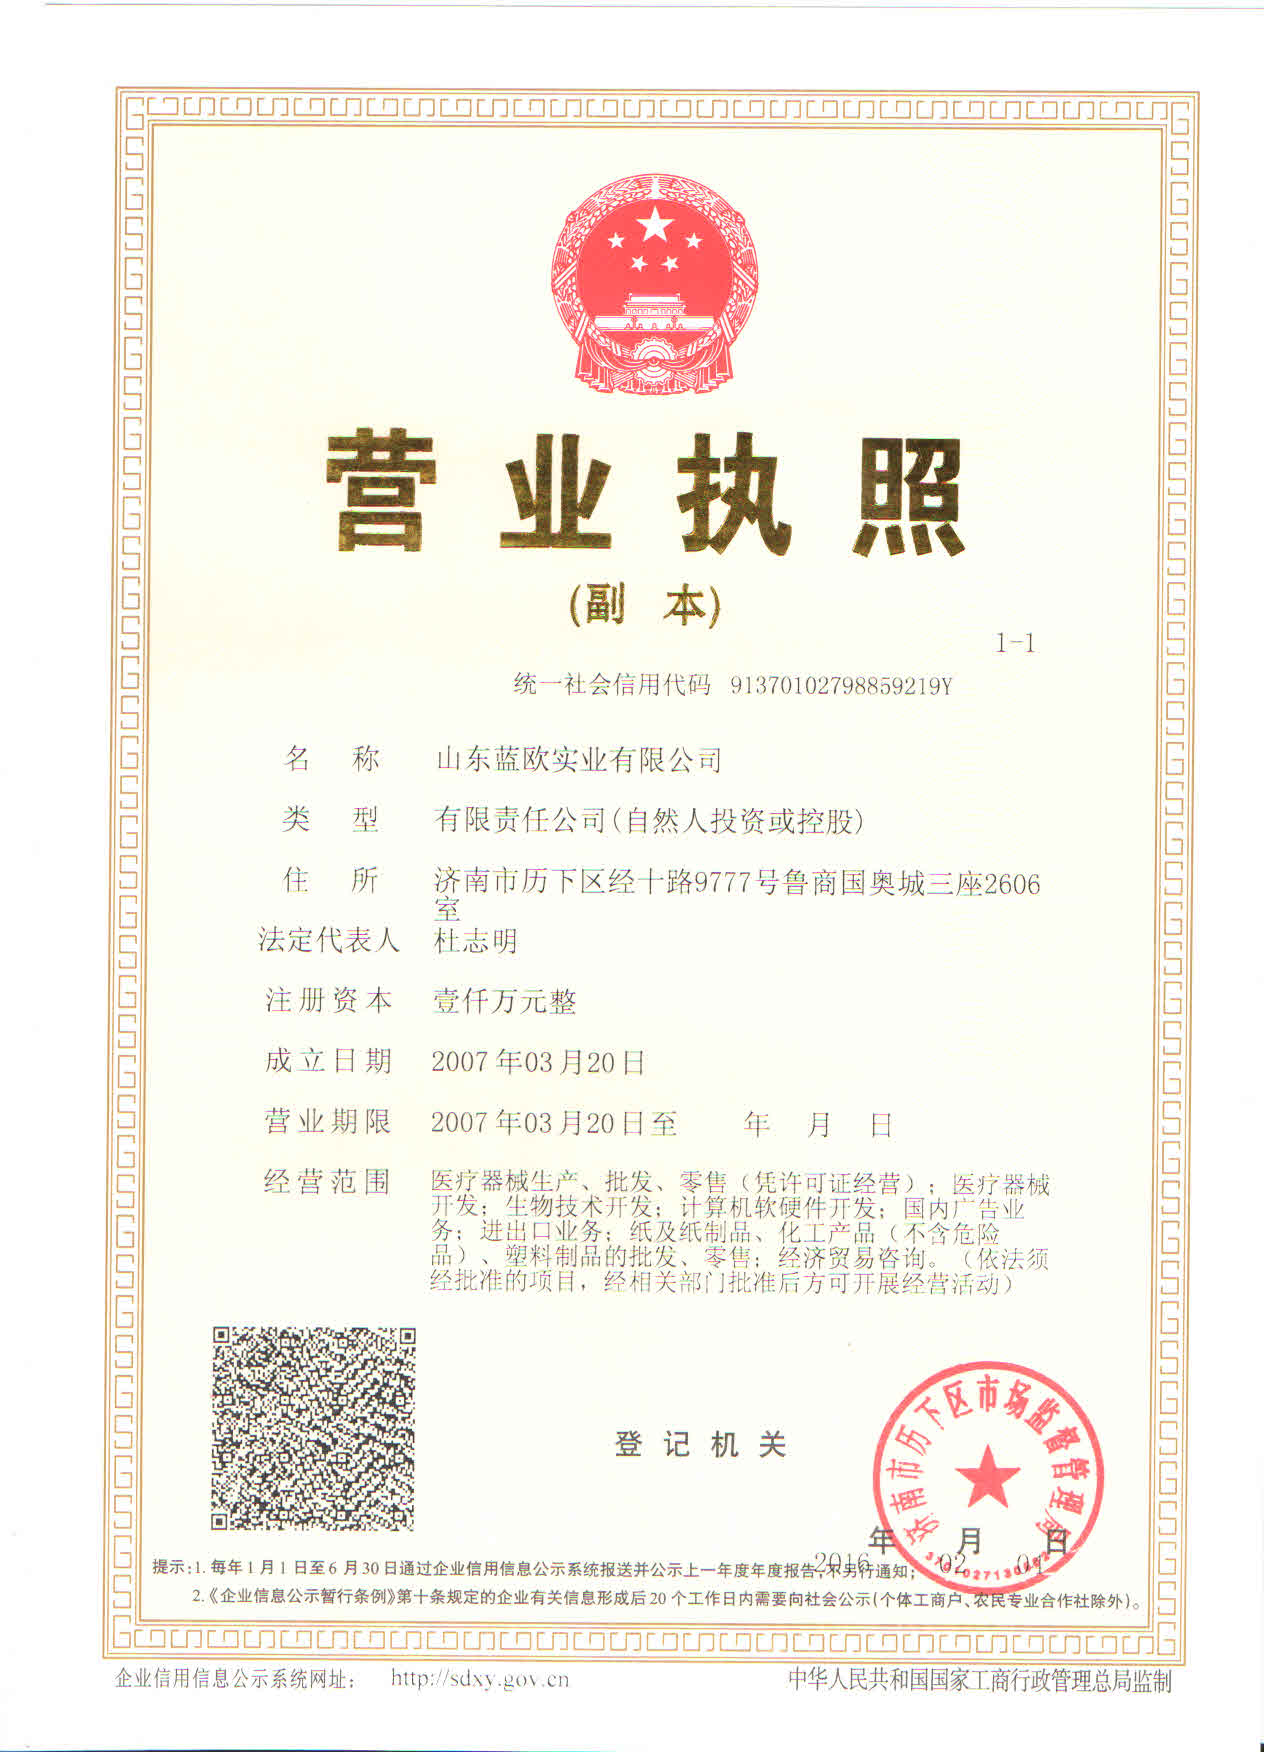 营业执照
(副 本)
1-1
统一社会信用代码 91370102798859219Y
名 称 山东蓝欧实业有限公司
类 型 有限责任公司(自然人投资或控股)
住 所 济南市历下区经十路9777号鲁商国奥城三座2606
室
法定代表人 杜志明
注册资本 壹仟万元整
成立日期 2007年03月20日
营业期限 2007年03月20日至 年 月 日
经营范围 医疗器械生产、批发、零售（凭许可证经营）；医疗器械
开发；生物技术开发；计算机软硬件开发；国内广告业
务；进出口业务；纸及纸制品、化工产品（不含危险
品）、塑料制品的批发、零售；经济贸易咨询。（依法须
经批准的项目，经相关部门批准后方可开展经营活动）
济南市历下区市场监督管理局
登记机关
年 月 日
2016 02 01
提示:1.每年1月1日至6月30日通过企业信用信息公示系统报送并公示上一年度年度报告,不另行通知;
2.《企业信息公示暂行条例》第十条规定的企业有关信息形成后20个工作日内需要向社会公示(个体工商户、农民专业合作社除外)。
企业信用信息公示系统网址： http://sdxy.gov.cn
中华人民共和国国家工商行政管理总局监制